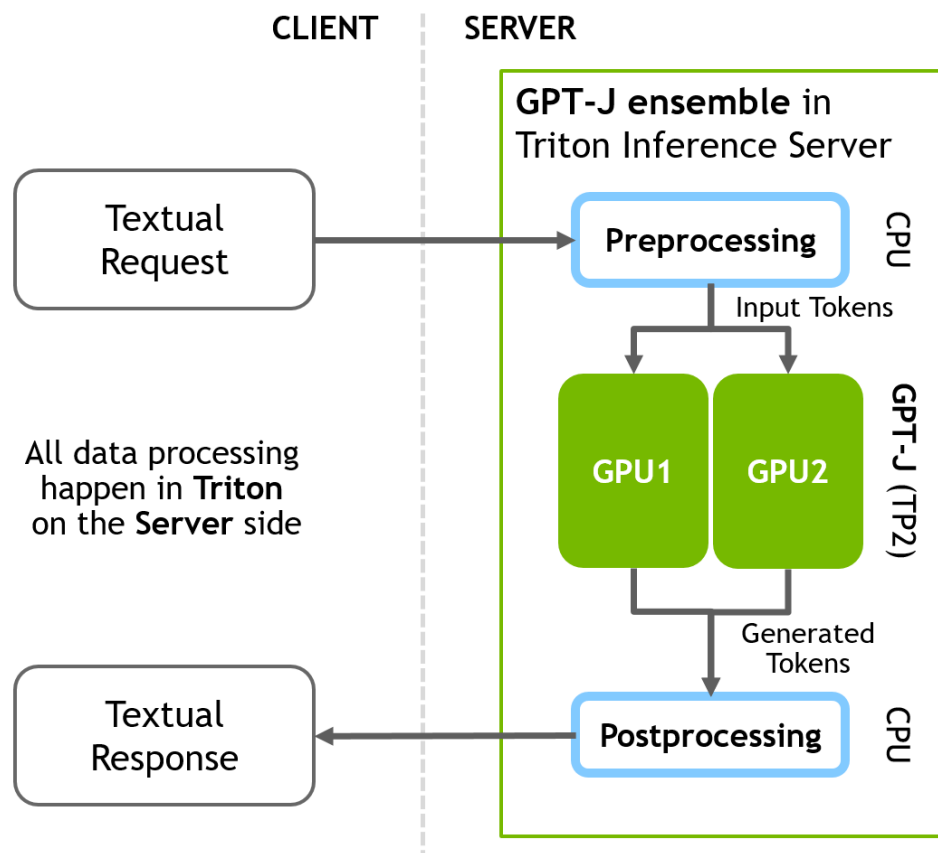 CLIENT
SERVER
GPT-J ensemble in
Triton Inference Server
Textual
Request
Preprocessing
CPU
Input Tokens
All data processing
happen in Triton
on the Server side
GPU1
GPU2
GPT-J (TP2)
Generated
Tokens
Textual
Response
Postprocessing
CPU